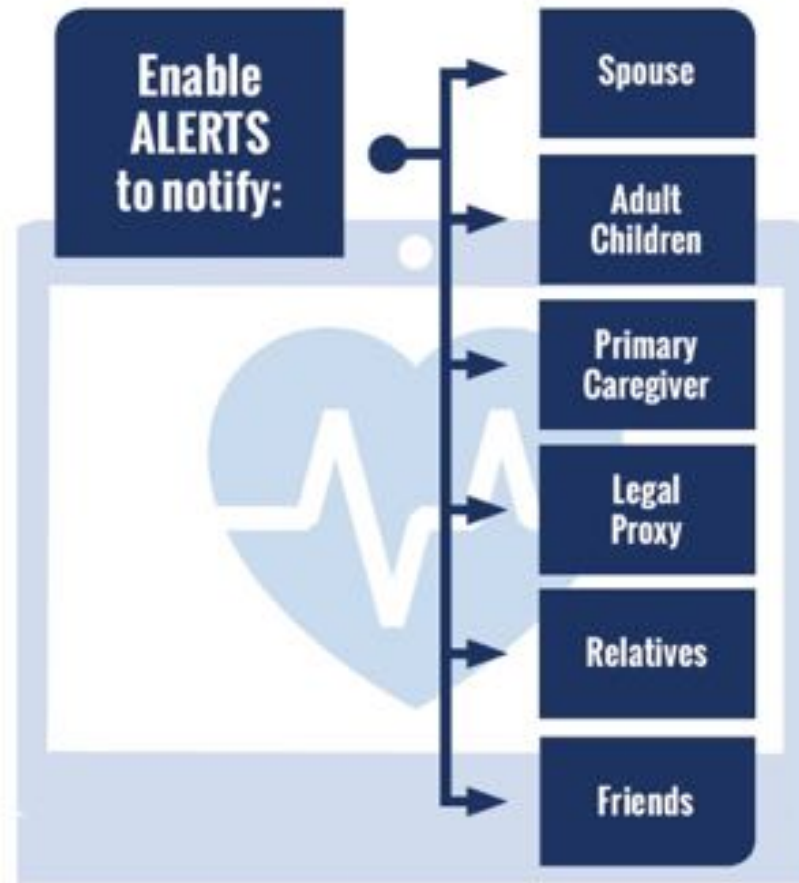 Enable
ALERTS
to notify:
Spouse
Adult
Children
Primary
Caregiver
Legal
Proxy
Relatives
Friends